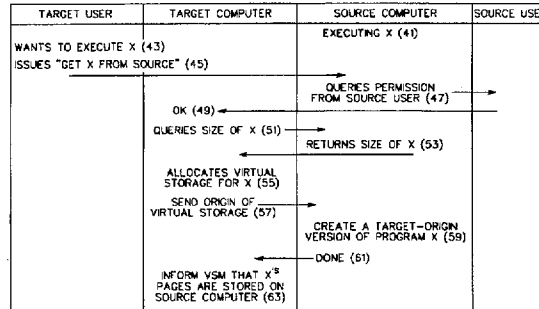 TARGET USER
TARGET COMPUTER
SOURCE COMPUTER
SOURCE USE
EXECUTING X (41)
WANTS TO EXECUTE X (43)
ISSUES "GET X FROM SOURCE" (45)
QUERIES PERMISSION
FROM SOURCE USER (47)
OK (49)
QUERIES SIZE OF X (51)
RETURNS SIZE OF X (53)
ALLOCATES VIRTUAL
STORAGE FOR X (55)
SEND ORIGIN OF
VIRTUAL STORAGE (57)
CREATE A TARGET-ORIGIN
VERSION OF PROGRAM X (59)
DONE (61)
INFORM VSM THAT X'S
PAGES ARE STORED ON
SOURCE COMPUTER (63)